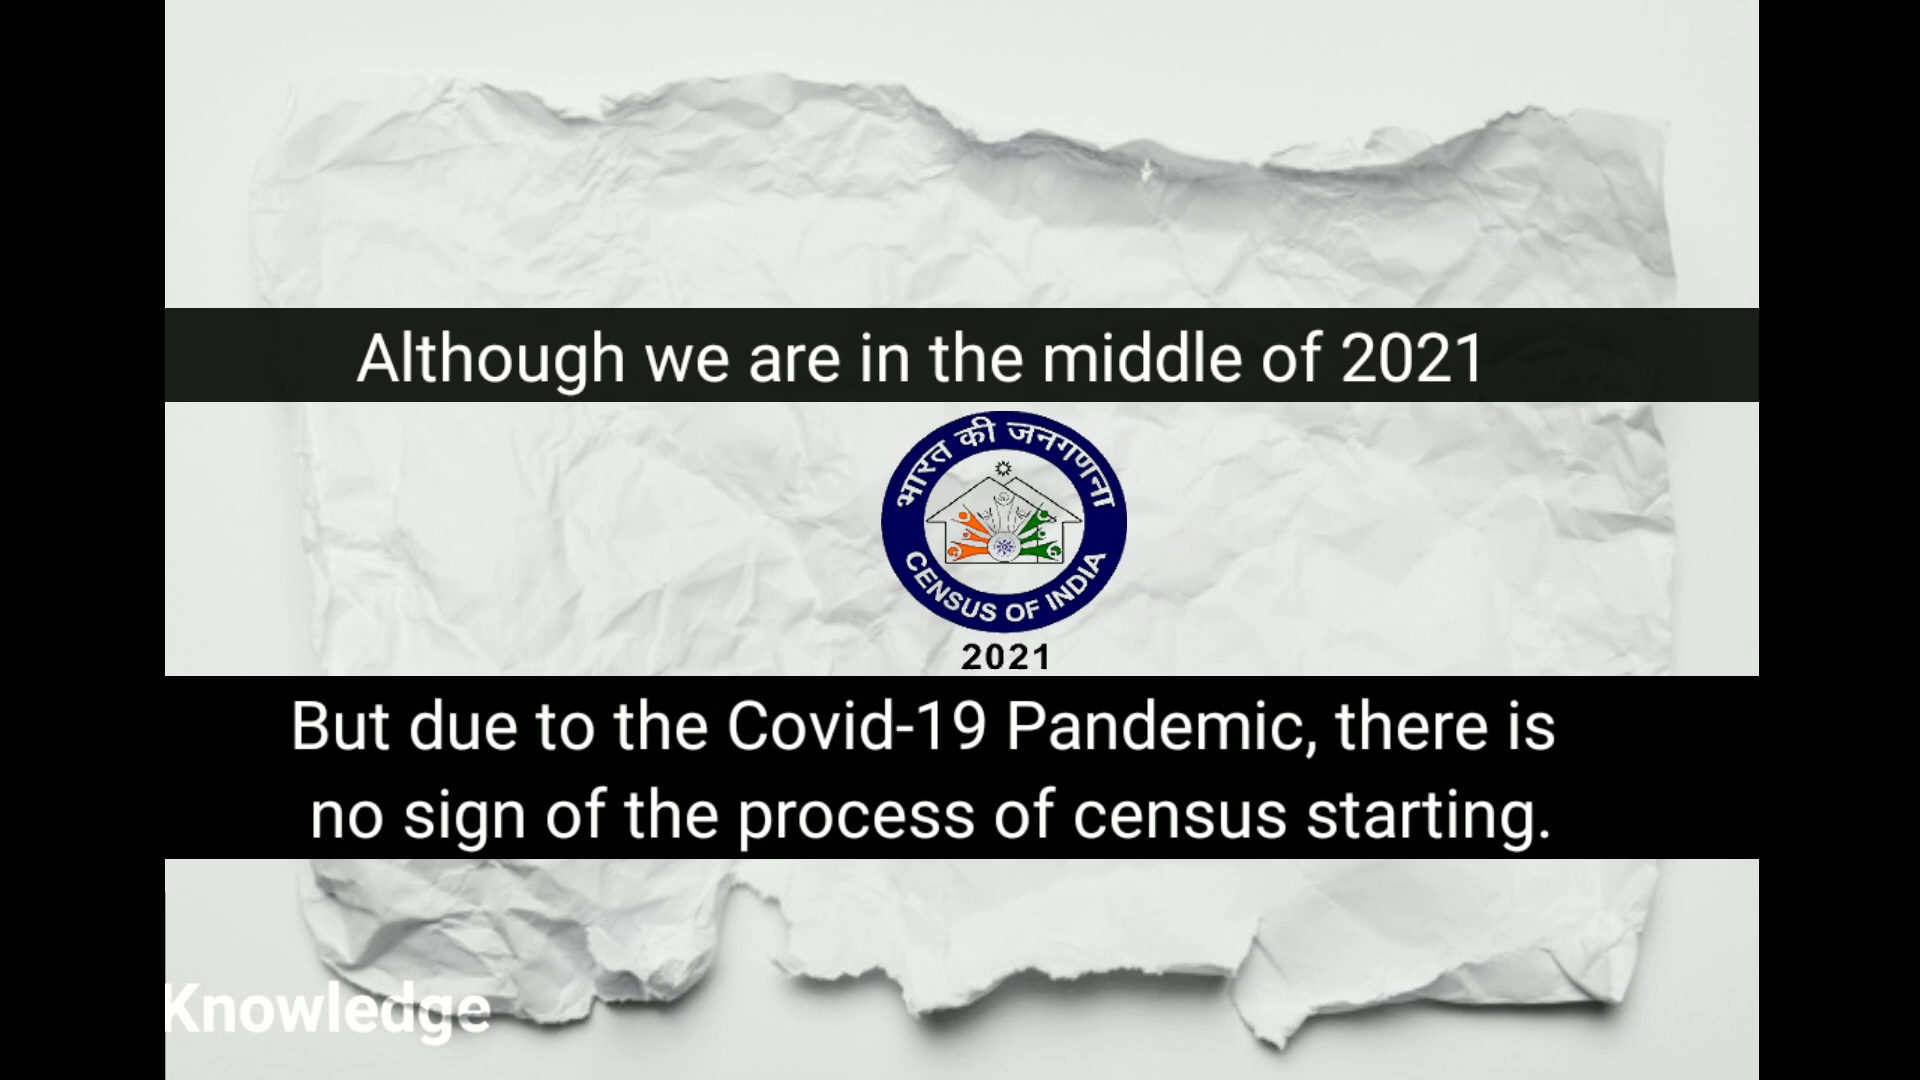 Although we are in the middle of 2021
भारत की जनगणना
CENSUS OF INDIA
2021
But due to the Covid-19 Pandemic, there is
no sign of the process of census starting.
Knowledge